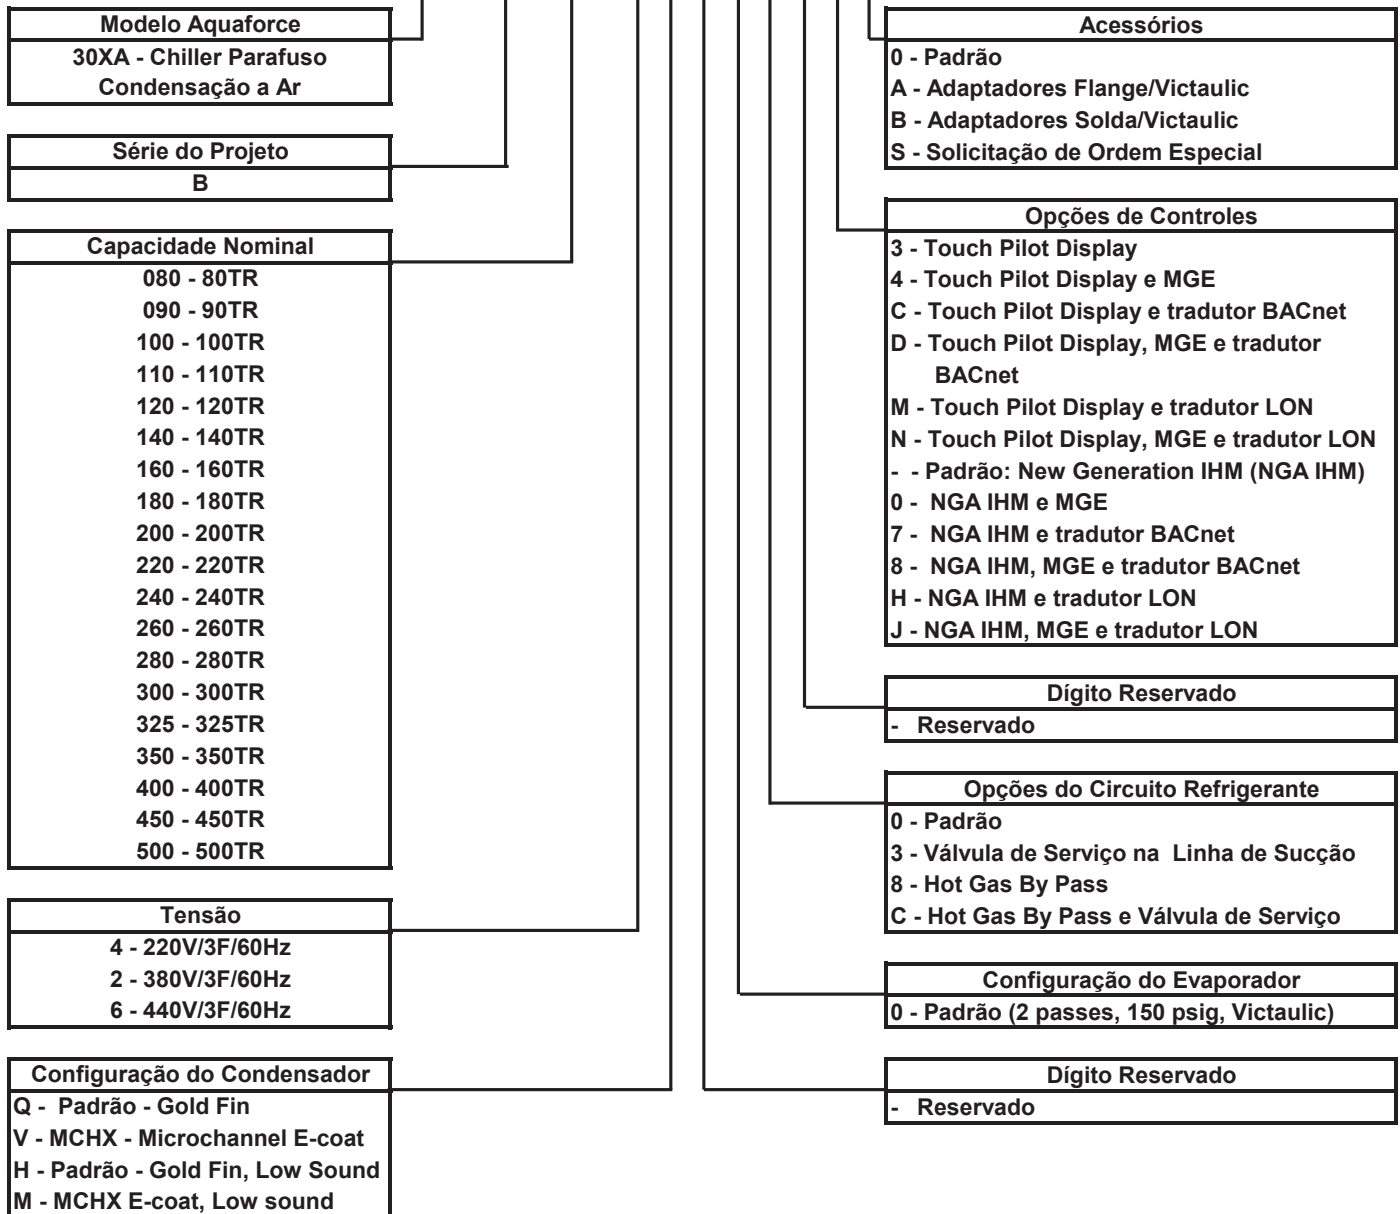 Modelo Aquaforce
30XA - Chiller Parafuso
Condensação a Ar
Série do Projeto
B
Capacidade Nominal
080 - 80TR
090 - 90TR
100 - 100TR
110 - 110TR
120 - 120TR
140 - 140TR
160 - 160TR
180 - 180TR
200 - 200TR
220 - 220TR
240 - 240TR
260 - 260TR
280 - 280TR
300 - 300TR
325 - 325TR
350 - 350TR
400 - 400TR
450 - 450TR
500 - 500TR
Tensão
4 - 220V/3F/60Hz
2 - 380V/3F/60Hz
6 - 440V/3F/60Hz
Configuração do Condensador
Q - Padrão - Gold Fin
V - MCHX - Microchannel E-coat
H - Padrão - Gold Fin, Low Sound
M - MCHX E-coat, Low sound
Acessórios
0 - Padrão
A - Adaptadores Flange/Victaulic
B - Adaptadores Solda/Victaulic
S - Solicitação de Ordem Especial
Opções de Controles
3 - Touch Pilot Display
4 - Touch Pilot Display e MGE
C - Touch Pilot Display e tradutor BACnet
D - Touch Pilot Display, MGE e tradutor
BACnet
M - Touch Pilot Display e tradutor LON
N - Touch Pilot Display, MGE e tradutor LON
- - Padrão: New Generation IHM (NGA IHM)
0 - NGA IHM e MGE
7 - NGA IHM e tradutor BACnet
8 - NGA IHM, MGE e tradutor BACnet
H - NGA IHM e tradutor LON
J - NGA IHM, MGE e tradutor LON
Dígito Reservado
- Reservado
Opções do Circuito Refrigerante
0 - Padrão
3 - Válvula de Serviço na Linha de Sucção
8 - Hot Gas By Pass
C - Hot Gas By Pass e Válvula de Serviço
Configuração do Evaporador
0 - Padrão (2 passes, 150 psig, Victaulic)
Dígito Reservado
- Reservado